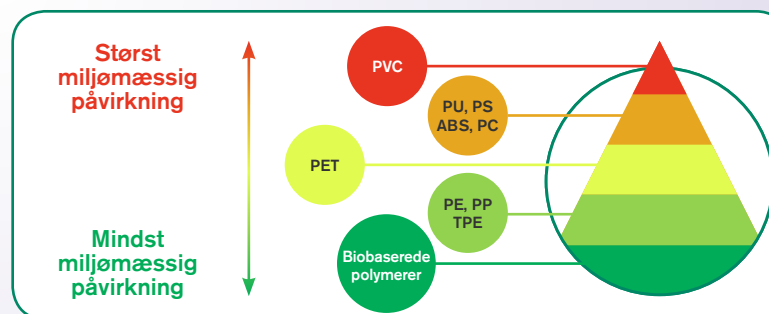 Størst
miljømæssig
påvirkning
PVC
PU, PS
ABS, PC
PET
PE, PP
TPE
Mindst
miljømæssig
påvirkning
Biobaserede
polymerer